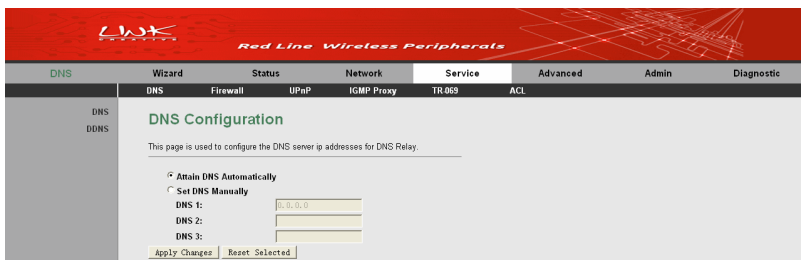 LINK
CREATIVE
Red Line Wireless Peripherals
DNS Wizard Status Network Service Advanced Admin Diagnostic
DNS Firewall UPnP IGMP Proxy TR-069 ACL
DNS
DDNS
DNS Configuration
This page is used to configure the DNS server ip addresses for DNS Relay.
Attain DNS Automatically
Set DNS Manually
DNS 1: 0.0.0.0
DNS 2:
DNS 3:
Apply Changes Reset Selected